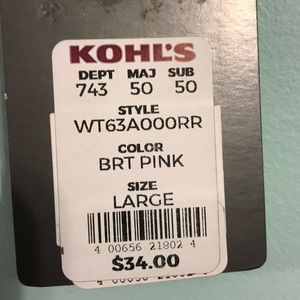 KOHL'S
DEPT MAJ SUB
743 50 50
STYLE
WT63A000RR
COLOR
BRT PINK
SIZE
LARGE
4 00656 21802 4
$34.00